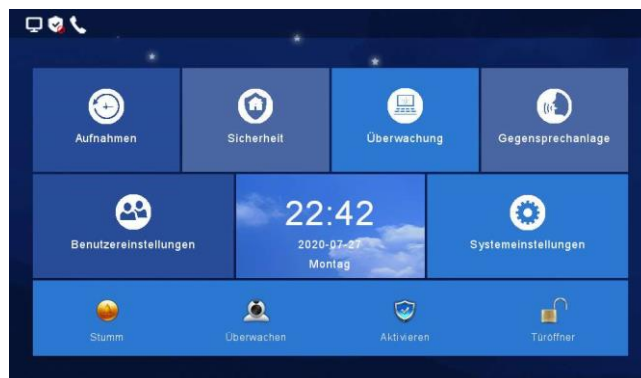 Aufnahmen
Sicherheit
Überwachung
Gegensprechanlage
Benutzereinstellungen
22:42
2020-07-27
Montag
Systemeinstellungen
Stumm
Überwachen
Aktivieren
Türöffner